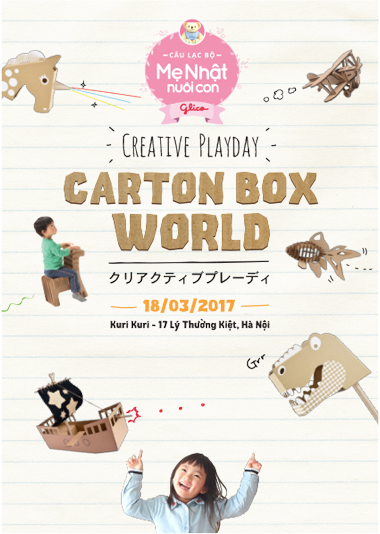 CÂU LẠC BỘ
Mẹ Nhật
nuôi con
glico
CREATIVE PLAYDAY
CARTON BOX
WORLD
クリアクティブプレーディ
18/03/2017
Kuri Kuri - 17 Lý Thường Kiệt, Hà Nội
Grr